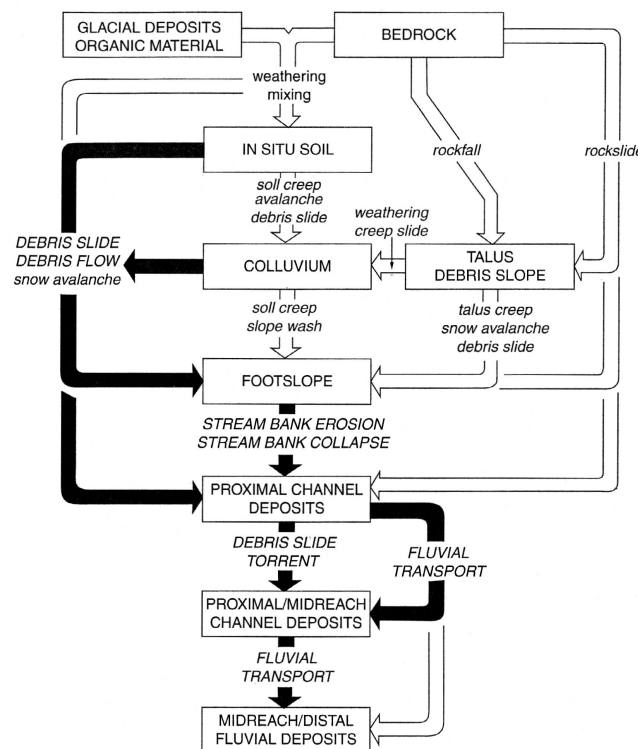 GLACIAL DEPOSITS
ORGANIC MATERIAL
BEDROCK
weathering
mixing
IN SITU SOIL
rockfall
rockslide
soll creep
avalanche
debris slide
weathering
creep slide
DEBRIS SLIDE
DEBRIS FLOW
snow avalanche
COLLUVIUM
TALUS
DEBRIS SLOPE
soll creep
slope wash
talus creep
snow avalanche
debris slide
FOOTSLOPE
STREAM BANK EROSION
STREAM BANK COLLAPSE
PROXIMAL CHANNEL
DEPOSITS
DEBRIS SLIDE
TORRENT
FLUVIAL
TRANSPORT
PROXIMAL/MIDREACH
CHANNEL DEPOSITS
FLUVIAL
TRANSPORT
MIDREACH/DISTAL
FLUVIAL DEPOSITS